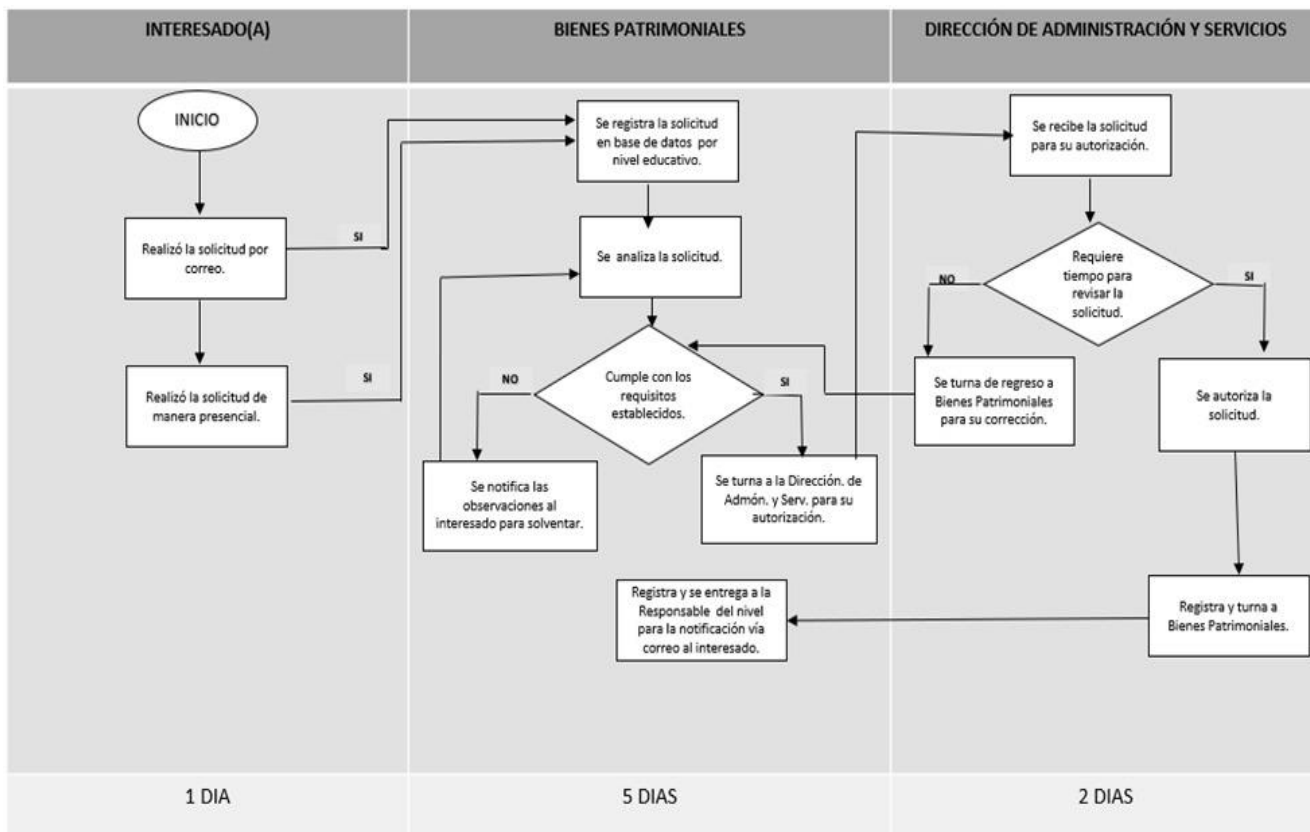 INTERESADO(A)
BIENES PATRIMONIALES
DIRECCIÓN DE ADMINISTRACIÓN Y SERVICIOS
INICIO
Realizó la solicitud por
correo.
SI
Realizó la solicitud de
manera presencial.
SI
Se registra la solicitud
en base de datos por
nivel educativo.
Se analiza la solicitud.
Cumple con los
requisitos
establecidos.
NO
SI
Se notifica las
observaciones al
interesado para solventar.
Se turna a la Dirección. de
Admón. y Serv. para su
autorización.
Registra y se entrega a la
Responsable del nivel
para la notificación vía
correo al interesado.
Se recibe la solicitud
para su autorización.
Requiere
tiempo para
revisar la
solicitud.
NO
SI
Se turna de regreso a
Bienes Patrimoniales
para su corrección.
Se autoriza la
solicitud.
Registra y turna a
Bienes Patrimoniales.
1 DIA
5 DIAS
2 DIAS